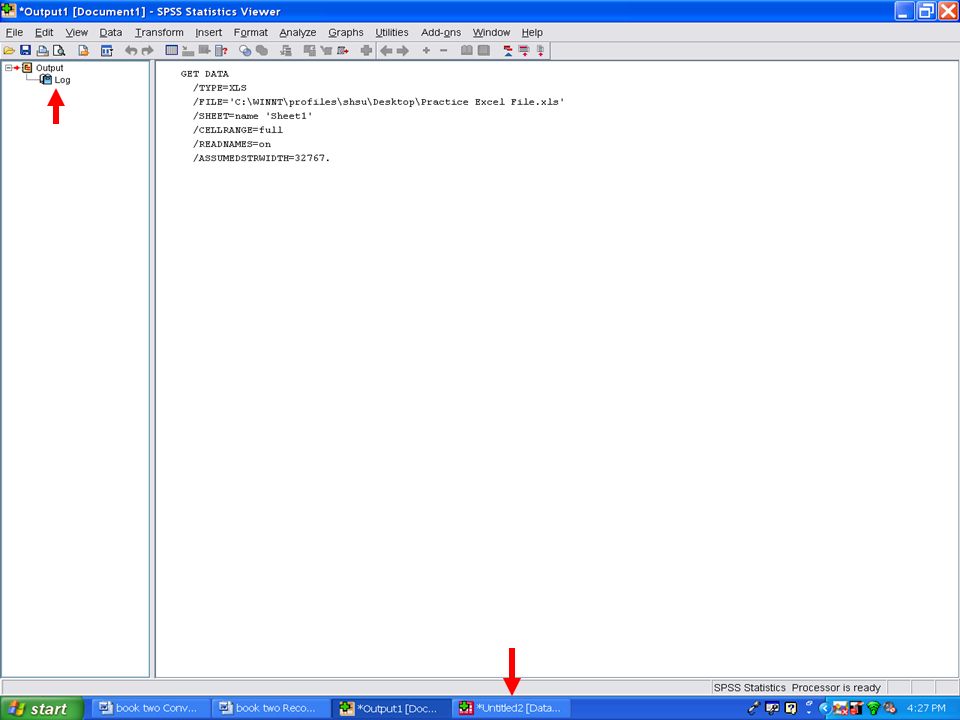 *Output1 [Document1] - SPSS Statistics Viewer
File Edit View Data Transform Insert Format Analyze Graphs Utilities Add-ons Window Help
Output
Log
GET DATA
/TYPE=XLS
/FILE='C:\WINNT\profiles\shsu\Desktop\Practice Excel File.xls'
/SHEET=name 'Sheet1'
/CELLRANGE=full
/READNAMES=on
/ASSUMEDSTRWIDTH=32767.
SPSS Statistics Processor is ready
start book two Conv... book two Reco... *Output1 [Doc... *Untitled2 [Data... 4:27 PM